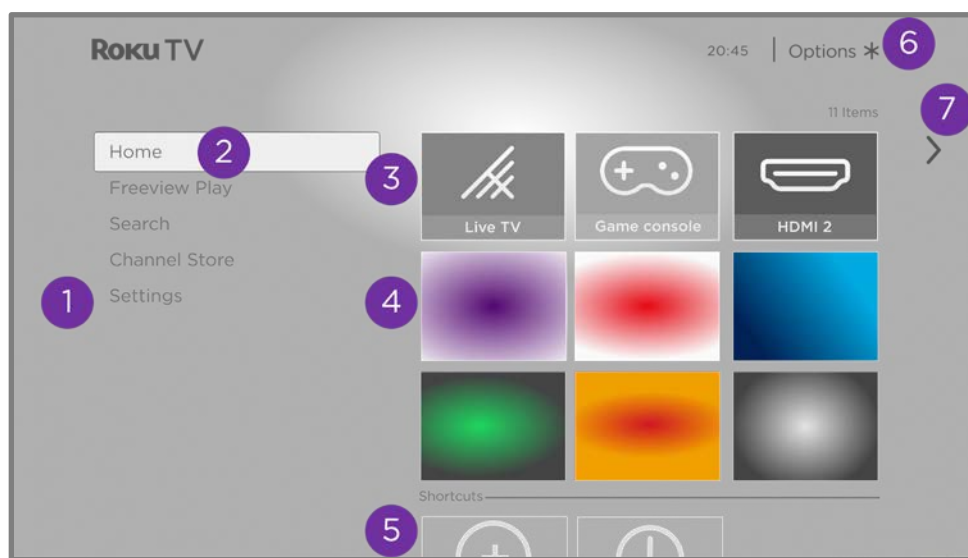 Roku TV
20:45 | Options * 6
11 Items
7
Home 2
Freeview Play
Search
Channel Store
Settings
1
3
Live TV
Game console
HDMI 2
4
Shortcuts
5